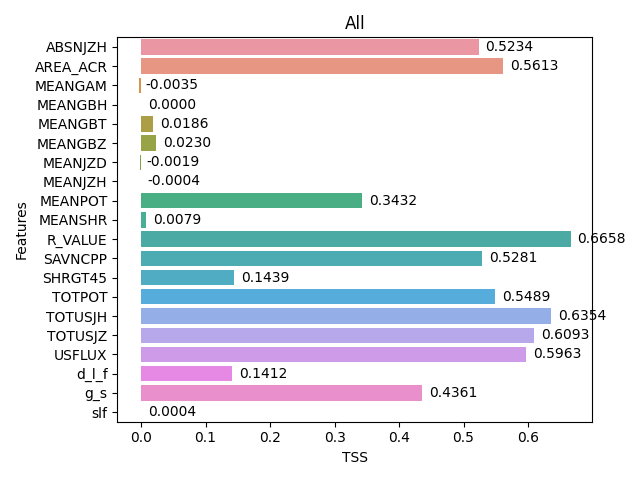 All
ABSNJZH 0.5234
AREA_ACR 0.5613
MEANGAM -0.0035
MEANGBH 0.0000
MEANGBT 0.0186
MEANGBZ 0.0230
MEANJZD -0.0019
MEANJZH -0.0004
MEANPOT 0.3432
MEANSHR 0.0079
R_VALUE 0.6658
SAVNCPP 0.5281
SHRGT45 0.1439
TOTPOT 0.5489
TOTUSJH 0.6354
TOTUSJZ 0.6093
USFLUX 0.5963
d_l_f 0.1412
g_s 0.4361
slf 0.0004
Features
0.0 0.1 0.2 0.3 0.4 0.5 0.6
TSS